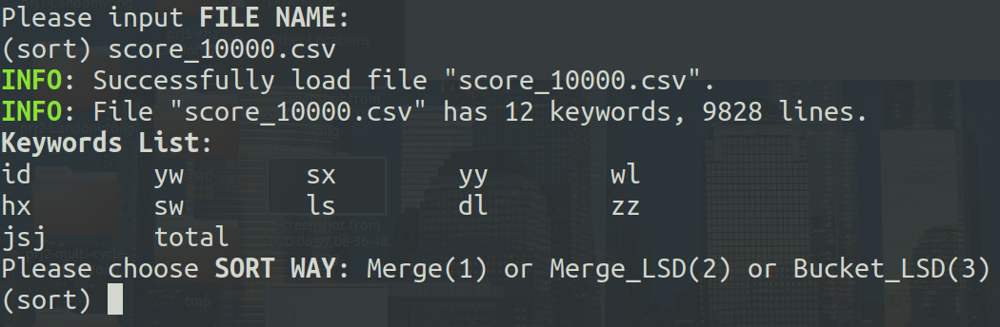 Please input FILE NAME:
(sort) score_10000.csv
INFO: Successfully load file "score_10000.csv".
INFO: File "score_10000.csv" has 12 keywords, 9828 lines.
Keywords List:
id yw sx yy wl
hx sw ls dl zz
jsj total
Please choose SORT WAY: Merge(1) or Merge_LSD(2) or Bucket_LSD(3)
(sort)
tmp